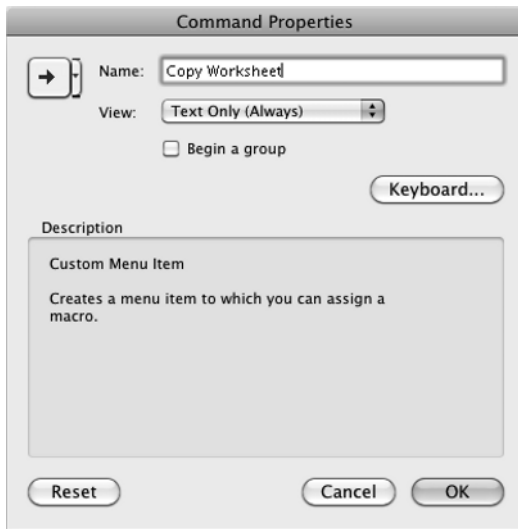 Command Properties
Name: Copy Worksheet
View: Text Only (Always)
Begin a group
Keyboard...
Description
Custom Menu Item
Creates a menu item to which you can assign a
macro.
Reset Cancel OK